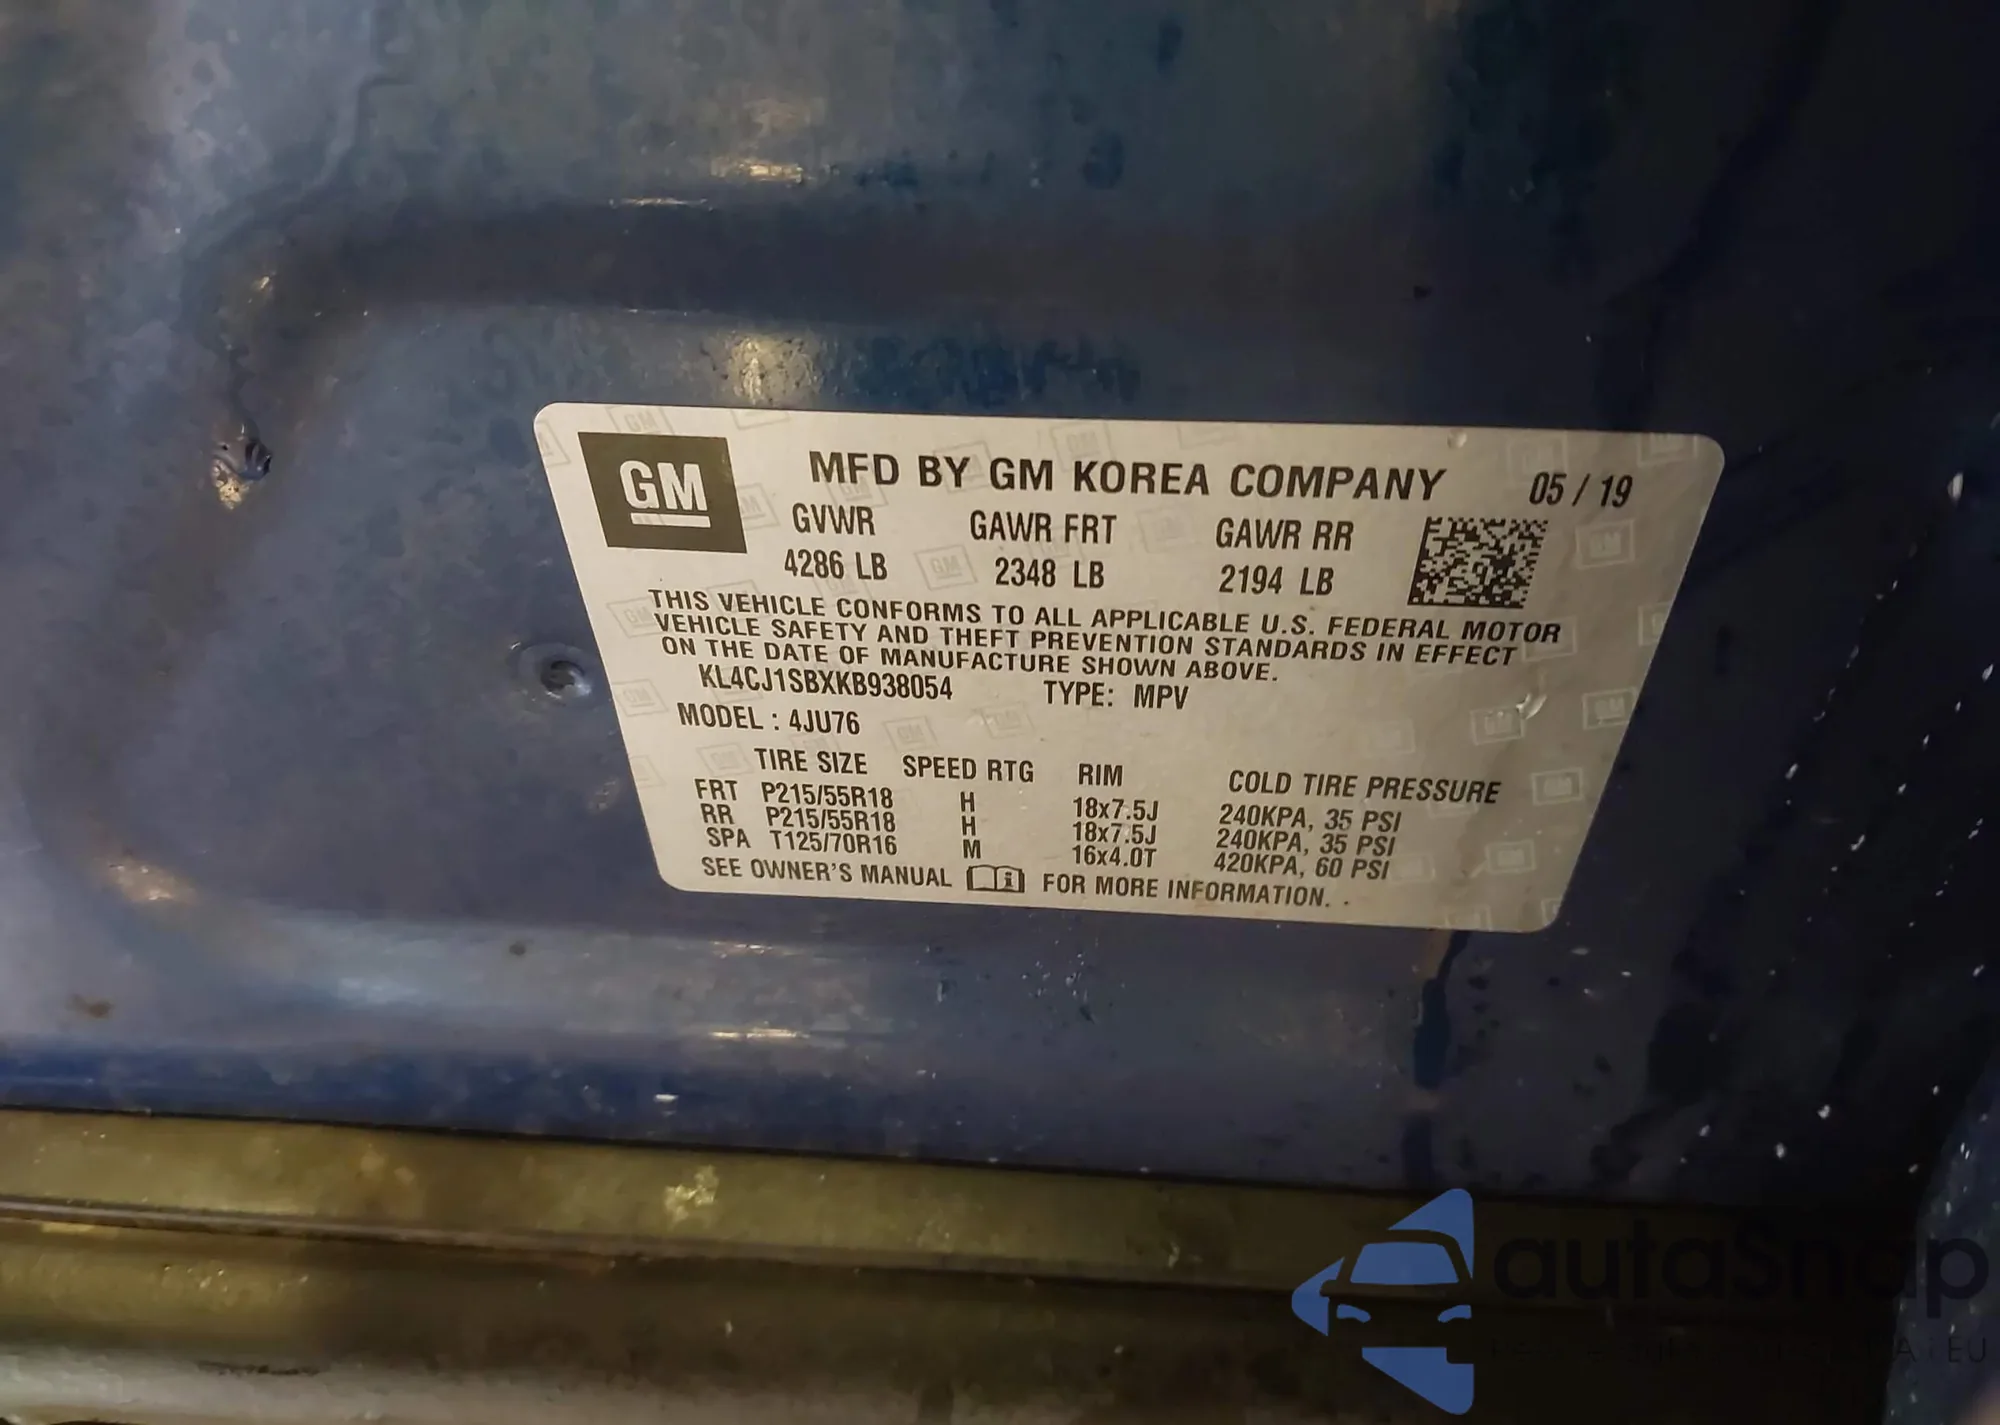 GM
MFD BY GM KOREA COMPANY 05 / 19
GVWR GAWR FRT GAWR RR
4286 LB 2348 LB 2194 LB
THIS VEHICLE CONFORMS TO ALL APPLICABLE U.S. FEDERAL MOTOR
VEHICLE SAFETY AND THEFT PREVENTION STANDARDS IN EFFECT
ON THE DATE OF MANUFACTURE SHOWN ABOVE.
KL4CJ1SBXKB938054 TYPE: MPV
MODEL : 4JU76
TIRE SIZE SPEED RTG RIM COLD TIRE PRESSURE
FRT P215/55R18 H 18x7.5J 240KPA, 35 PSI
RR P215/55R18 H 18x7.5J 240KPA, 35 PSI
SPA T125/70R16 M 16x4.0T 420KPA, 60 PSI
SEE OWNER'S MANUAL i FOR MORE INFORMATION.
autaSnap
EU